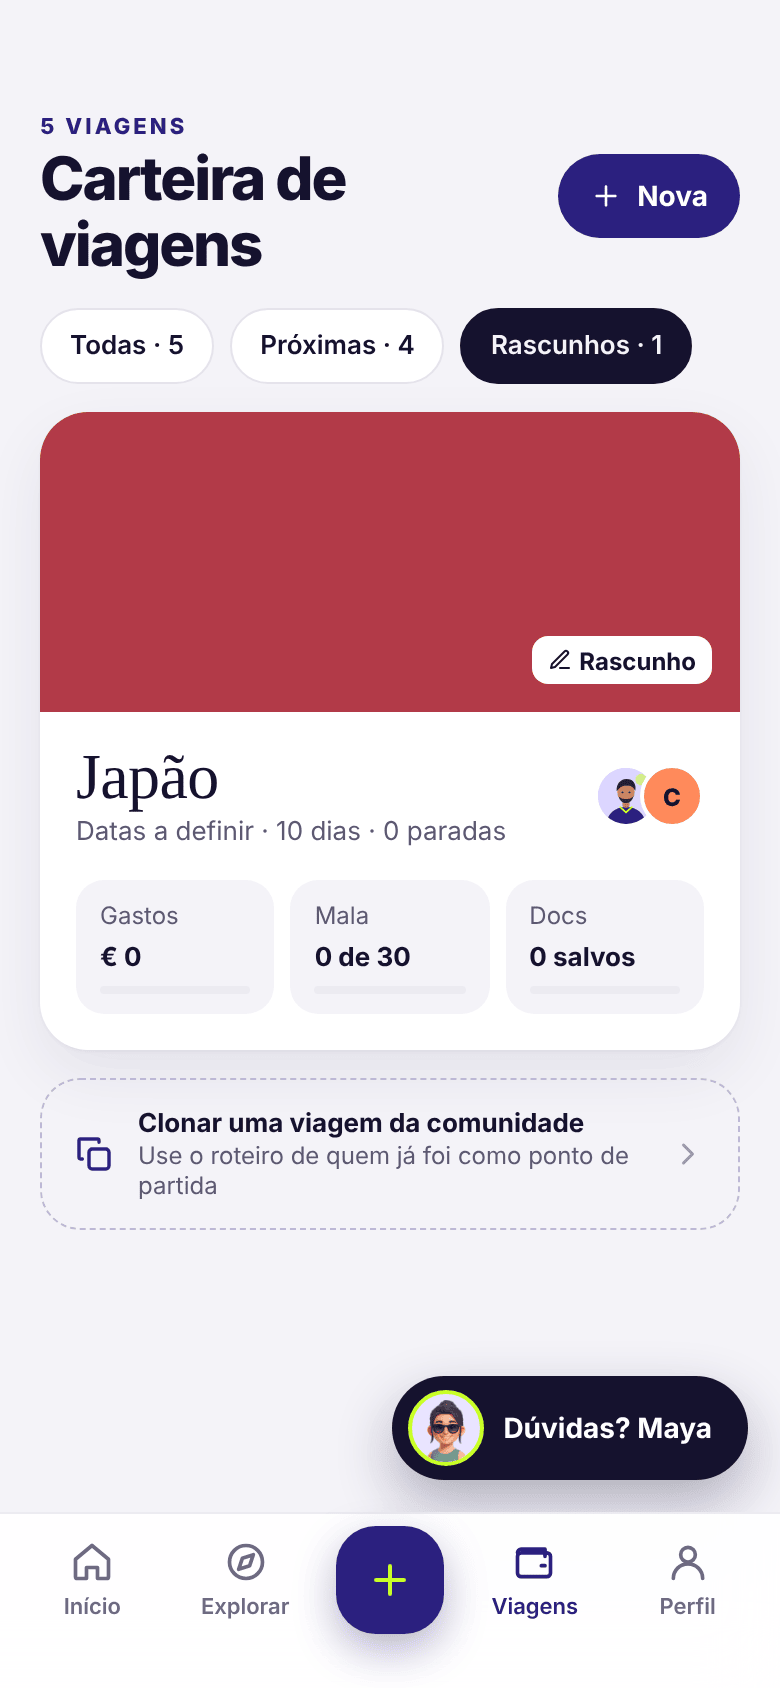 5 VIAGENS
Carteira de
viagens
Nova
Todas · 5
Próximas · 4
Rascunhos · 1
Rascunho
Japão
C
Datas a definir · 10 dias · 0 paradas
Gastos
€ 0
Mala
0 de 30
Docs
0 salvos
Clonar uma viagem da comunidade
Use o roteiro de quem já foi como ponto de
partida
Dúvidas? Maya
Início
Explorar
Viagens
Perfil